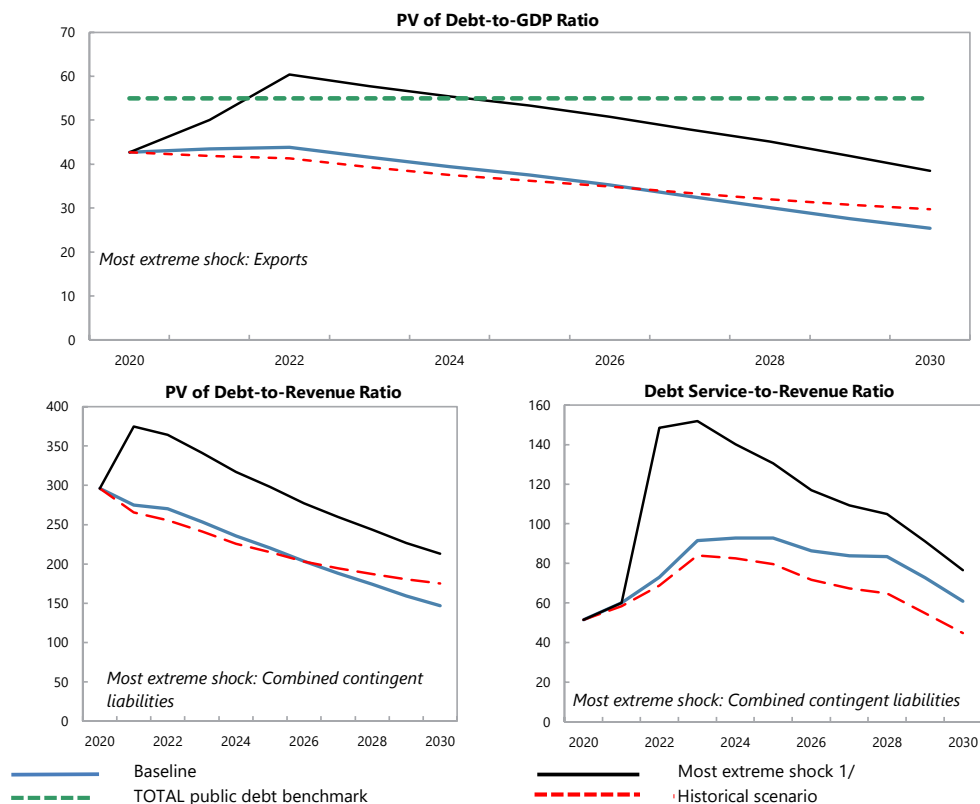 PV of Debt-to-GDP Ratio
70
60
50
40
30
20
10
0
Most extreme shock: Exports
2020 2022 2024 2026 2028 2030
PV of Debt-to-Revenue Ratio
400
350
300
250
200
150
100
50
0
Most extreme shock: Combined contingent
liabilities
2020 2022 2024 2026 2028 2030
Debt Service-to-Revenue Ratio
160
140
120
100
80
60
40
20
0
Most extreme shock: Combined contingent liabilities
2020 2022 2024 2026 2028 2030
Baseline
Most extreme shock 1/
TOTAL public debt benchmark
Historical scenario